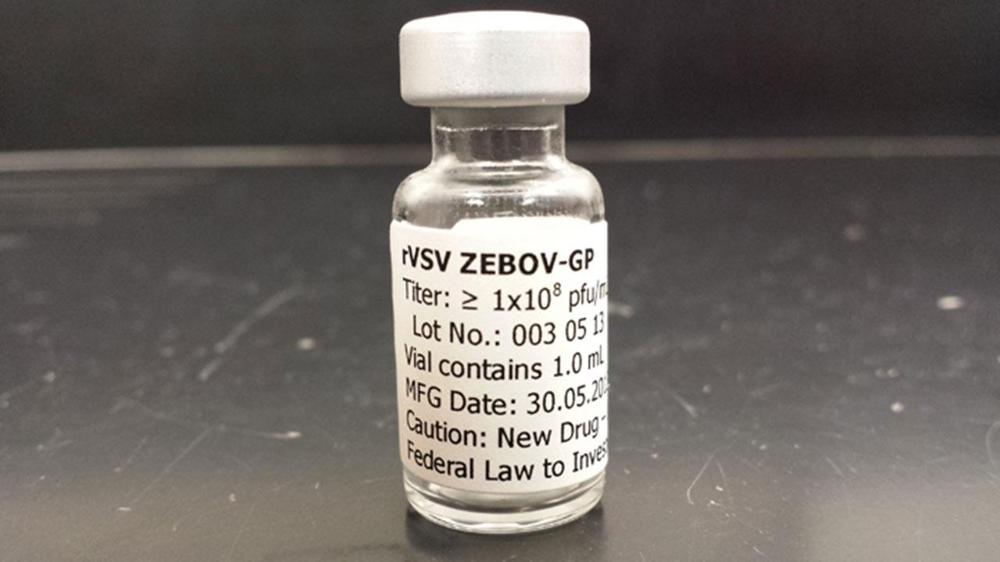 rVSV ZEBOV-GP
Titer: ≥ 1x10⁸ pfu/m
Lot No.: 003 05 13
Vial contains 1.0 mL
MFG Date: 30.05.20
Caution: New Drug-
Federal Law to